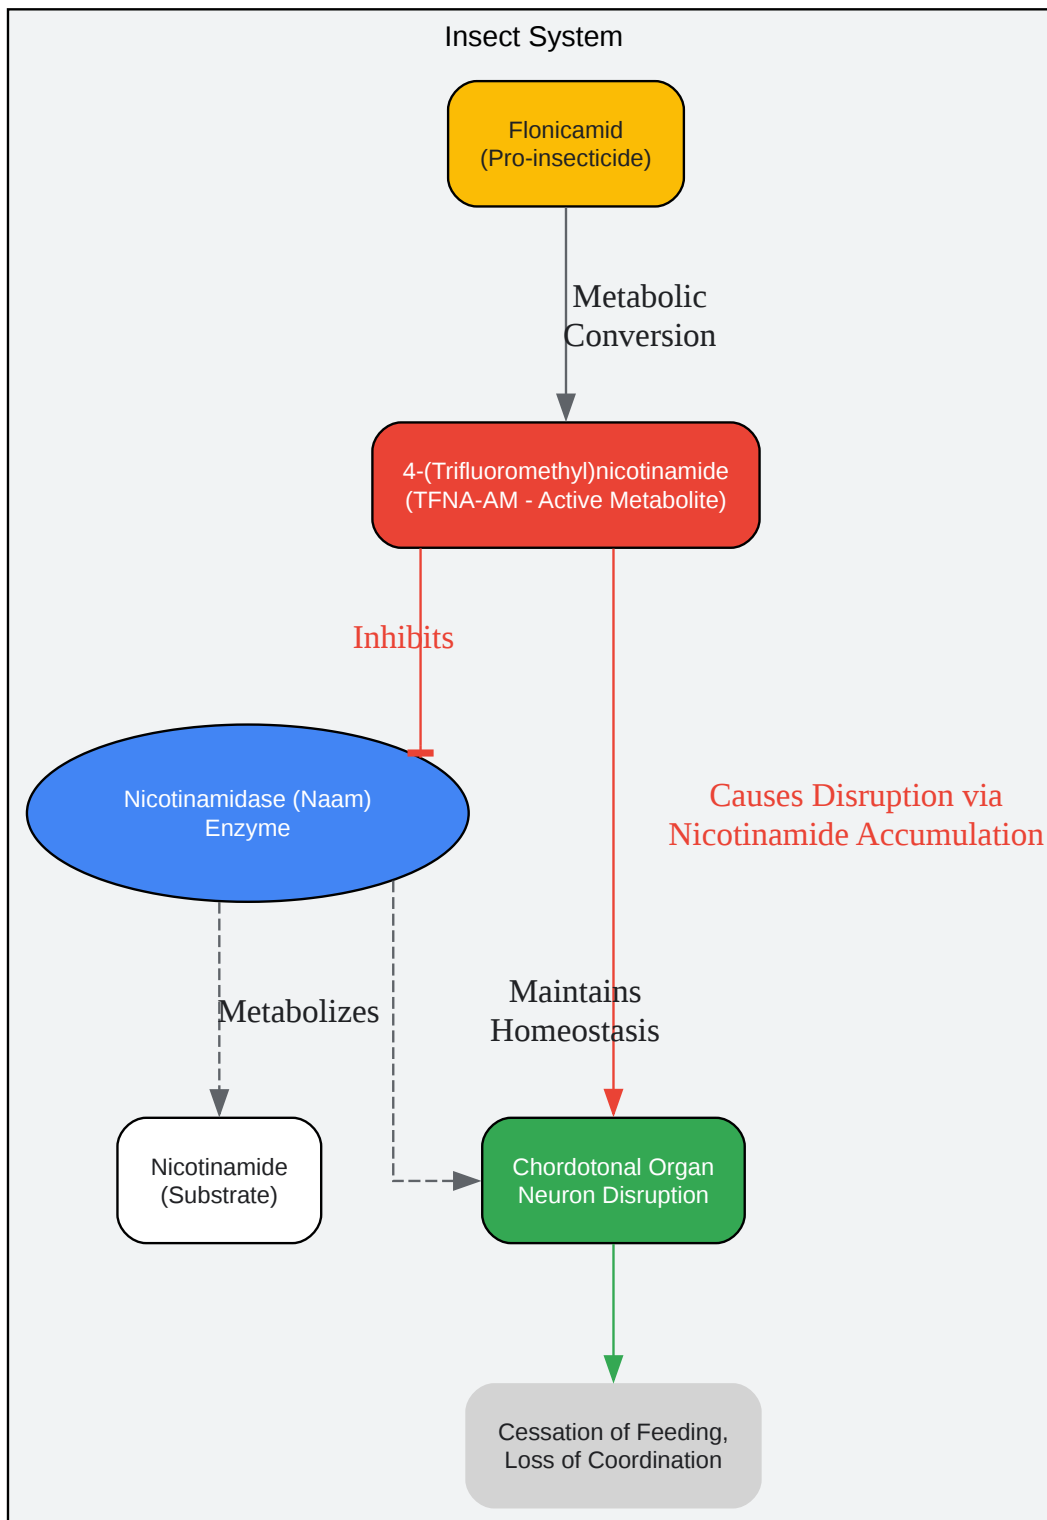 Insect System
Flonicamid
(Pro-insecticide)
Metabolic
Conversion
4-(Trifluoromethyl)nicotinamide
(TFNA-AM - Active Metabolite)
Inhibits
Nicotinamidase (Naam)
Enzyme
Causes Disruption via
Nicotinamide Accumulation
Metabolizes
Maintains
Homeostasis
Nicotinamide
(Substrate)
Chordotonal Organ
Neuron Disruption
Cessation of Feeding,
Loss of Coordination